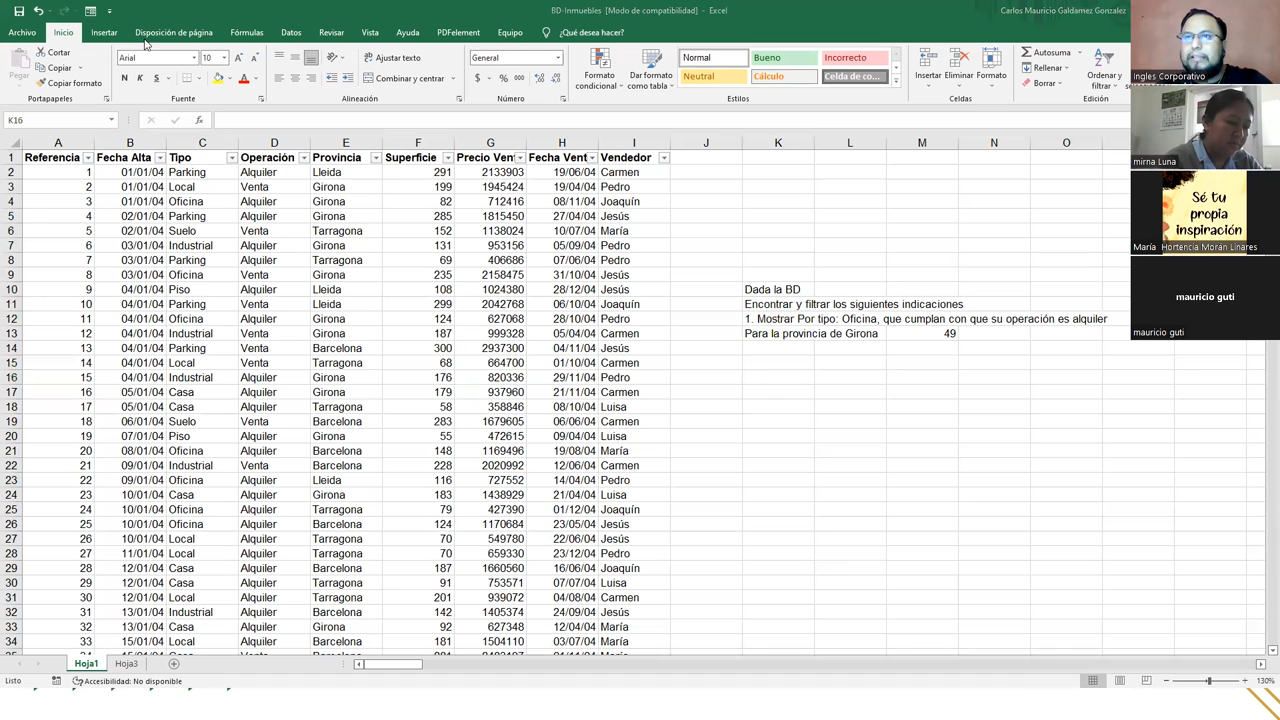 BD-Inmuebles [Modo de compatibilidad] - Excel
Carlos Mauricio Galdamez Gonzalez
Archivo Inicio Insertar Disposición de página Fórmulas Datos Revisar Vista Ayuda PDFelement Equipo ¿Qué desea hacer?
Pegar
Cortar
Copiar
Copiar formato
Portapapeles
Arial 10
N K S
Fuente
Ajustar texto
Combinar y centrar
Alineación
General
$ % 000
Número
Formato condicional
Dar formato como tabla
Normal Bueno Incorrecto
Neutral Cálculo Celda de co...
Estilos
Insertar Eliminar Formato
Celdas
Autosuma
Rellenar
Borrar
Ordenar y
Edición
K16
fx
A B C D E F G H I J K L M N O
1 Referencia Fecha Alta Tipo Operación Provincia Superficie Precio Vent Fecha Vent Vendedor
2 1 01/01/04 Parking Alquiler Lleida 291 2133903 19/06/04 Carmen
3 2 01/01/04 Local Venta Girona 199 1945424 19/04/04 Pedro
4 3 01/01/04 Oficina Alquiler Girona 82 712416 08/11/04 Joaquín
5 4 02/01/04 Parking Alquiler Girona 285 1815450 27/04/04 Jesús
6 5 02/01/04 Suelo Venta Tarragona 152 1138024 10/07/04 María
7 6 03/01/04 Industrial Alquiler Girona 131 953156 05/09/04 Pedro
8 7 03/01/04 Parking Alquiler Tarragona 69 406686 07/06/04 Pedro
9 8 03/01/04 Oficina Venta Girona 235 2158475 31/10/04 Jesús
10 9 04/01/04 Piso Alquiler Lleida 108 1024380 28/12/04 Jesús Dada la BD
11 10 04/01/04 Parking Venta Lleida 299 2042768 06/10/04 Joaquín Encontrar y filtrar los siguientes indicaciones
12 11 04/01/04 Oficina Alquiler Girona 124 627068 28/10/04 Pedro 1. Mostrar Por tipo: Oficina, que cumplan con que su operación es alquiler
13 12 04/01/04 Industrial Venta Girona 187 999328 05/04/04 Carmen Para la provincia de Girona 49
14 13 04/01/04 Parking Alquiler Barcelona 300 2937300 04/11/04 Jesús
15 14 04/01/04 Local Venta Tarragona 68 664700 01/10/04 Carmen
16 15 04/01/04 Industrial Alquiler Girona 176 820336 29/11/04 Pedro
17 16 04/01/04 Casa Alquiler Girona 179 937960 21/11/04 Carmen
18 17 05/01/04 Casa Alquiler Tarragona 58 358846 08/10/04 Luisa
19 18 06/01/04 Suelo Venta Barcelona 283 1679605 06/06/04 Carmen
20 19 07/01/04 Piso Alquiler Girona 55 472615 09/04/04 Luisa
21 20 08/01/04 Oficina Alquiler Barcelona 148 1169496 19/08/04 María
22 21 09/01/04 Industrial Venta Barcelona 228 2020992 12/06/04 Carmen
23 22 09/01/04 Oficina Alquiler Lleida 116 727552 14/04/04 Pedro
24 23 10/01/04 Casa Alquiler Girona 183 1438929 21/04/04 Luisa
25 24 10/01/04 Oficina Alquiler Tarragona 79 427390 01/12/04 Joaquín
26 25 10/01/04 Oficina Alquiler Barcelona 124 1170684 23/05/04 Jesús
27 26 10/01/04 Local Venta Tarragona 70 549780 22/06/04 Jesús
28 27 11/01/04 Local Alquiler Tarragona 70 659330 23/12/04 Pedro
29 28 12/01/04 Casa Alquiler Barcelona 187 1660560 16/06/04 Joaquín
30 29 12/01/04 Casa Alquiler Tarragona 91 753571 07/07/04 Luisa
31 30 12/01/04 Local Alquiler Tarragona 201 939072 04/08/04 Carmen
32 31 13/01/04 Industrial Alquiler Barcelona 142 1405374 24/09/04 Jesús
33 32 13/01/04 Casa Alquiler Girona 92 627348 12/04/04 María
34 33 15/01/04 Local Alquiler Barcelona 181 1504110 03/07/04 María
Hoja1 Hoja3
Listo Accesibilidad: No disponible 130%
Ingles Corporativo
mirna Luna
Sé tu
propia
inspiración
María Hortencia Morán Linares
mauricio guti
mauricio guti